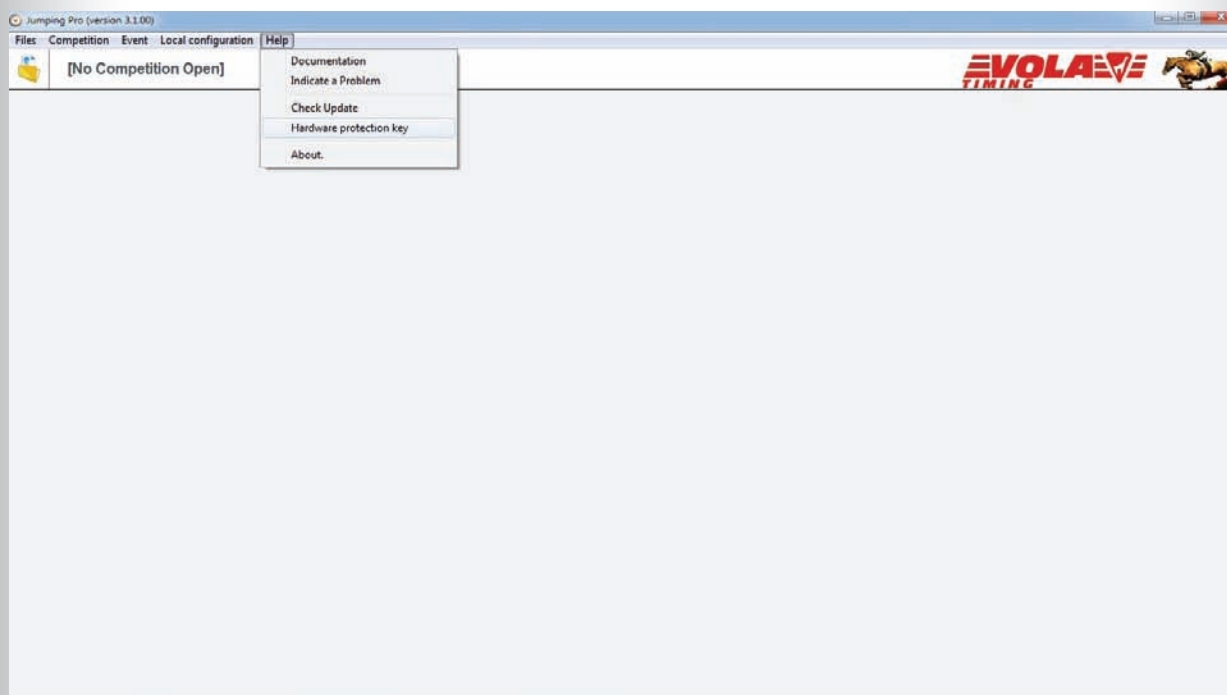 Jumping Pro (version 3.1.00)
Files Competition Event Local configuration Help
[No Competition Open]
VOLA
TIMING
Documentation
Indicate a Problem
Check Update
Hardware protection key
About.